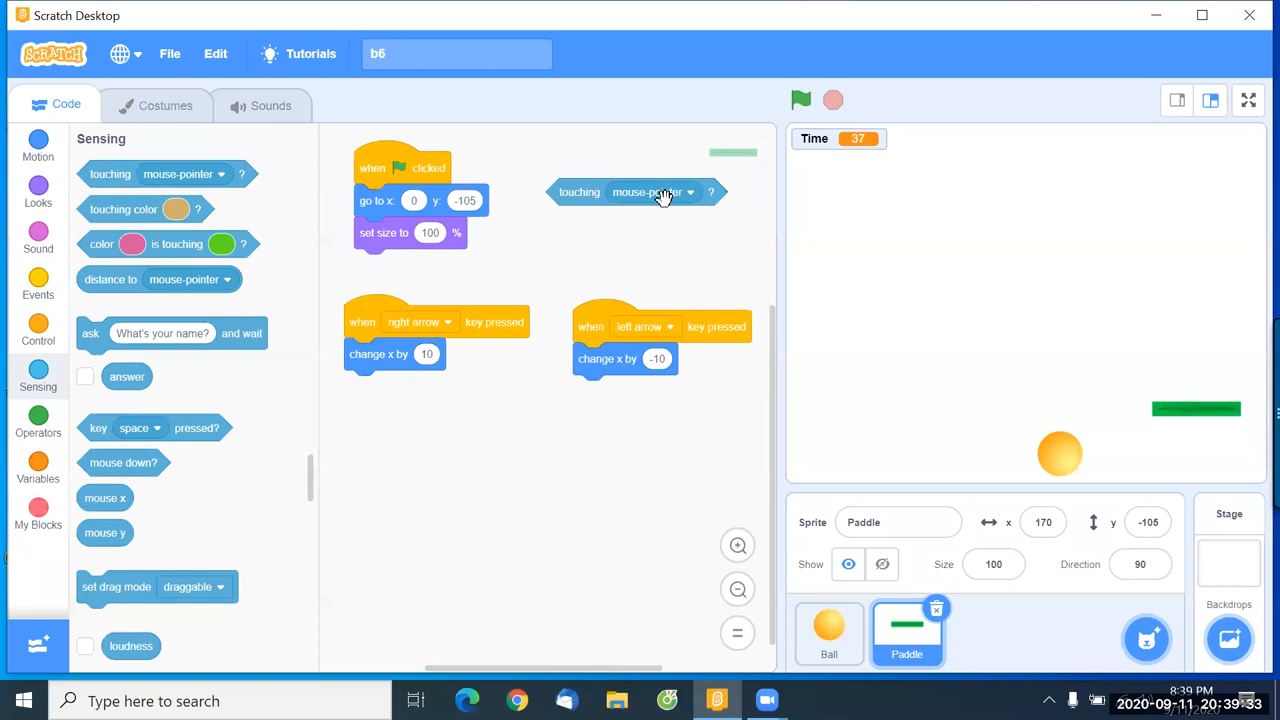 Scratch Desktop
SCRATCH
File
Edit
Tutorials
b6
Code
Costumes
Sounds
Motion
Looks
Sound
Events
Control
Sensing
Operators
Variables
My Blocks
Sensing
touching mouse-pointer ?
touching color ?
color is touching ?
distance to mouse-pointer
ask What's your name? and wait
answer
key space pressed?
mouse down?
mouse x
mouse y
set drag mode draggable
loudness
when clicked
go to x: 0 y: -105
set size to 100 %
touching mouse-pointer ?
when right arrow key pressed
change x by 10
when left arrow key pressed
change x by -10
Time 37
Sprite Paddle x 170 y -105
Show Size 100 Direction 90
Ball
Paddle
Stage
Backdrops
Type here to search
8:39 PM
2020-09-11 20:39:33